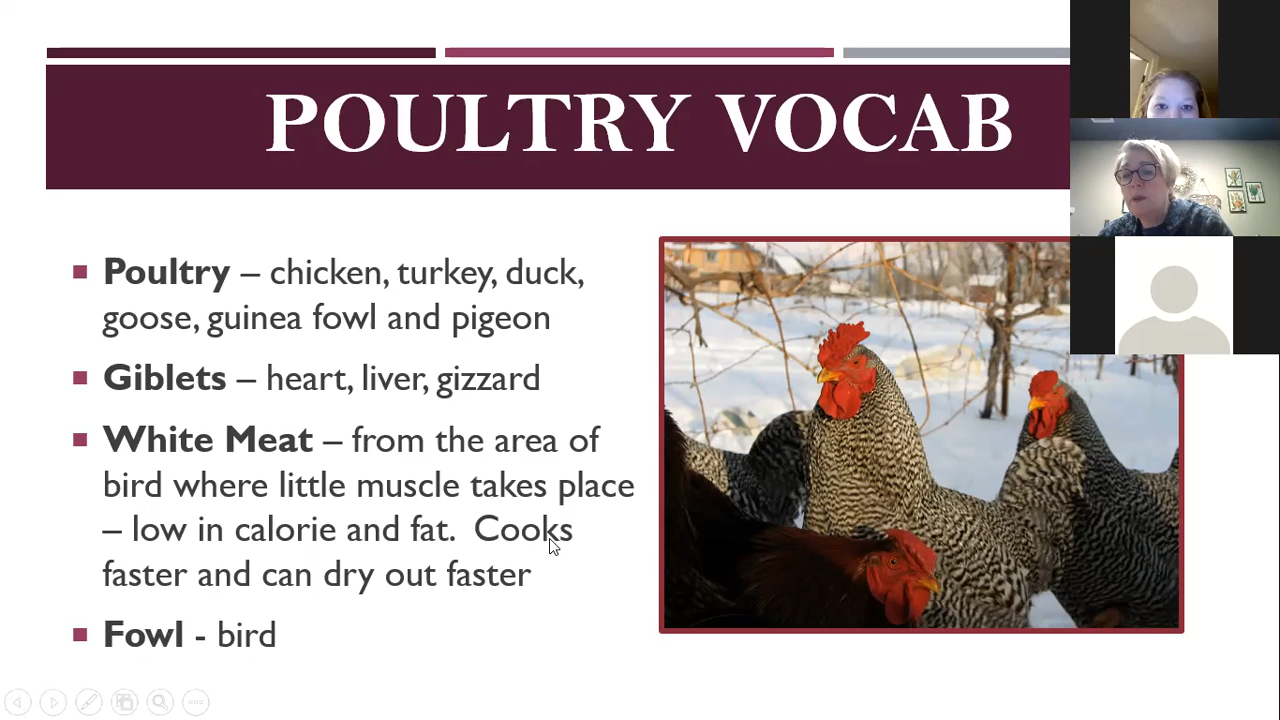 POULTRY VOCAB
Poultry – chicken, turkey, duck,
goose, guinea fowl and pigeon
Giblets – heart, liver, gizzard
White Meat – from the area of
bird where little muscle takes place
– low in calorie and fat.  Cooks
faster and can dry out faster
Fowl - bird